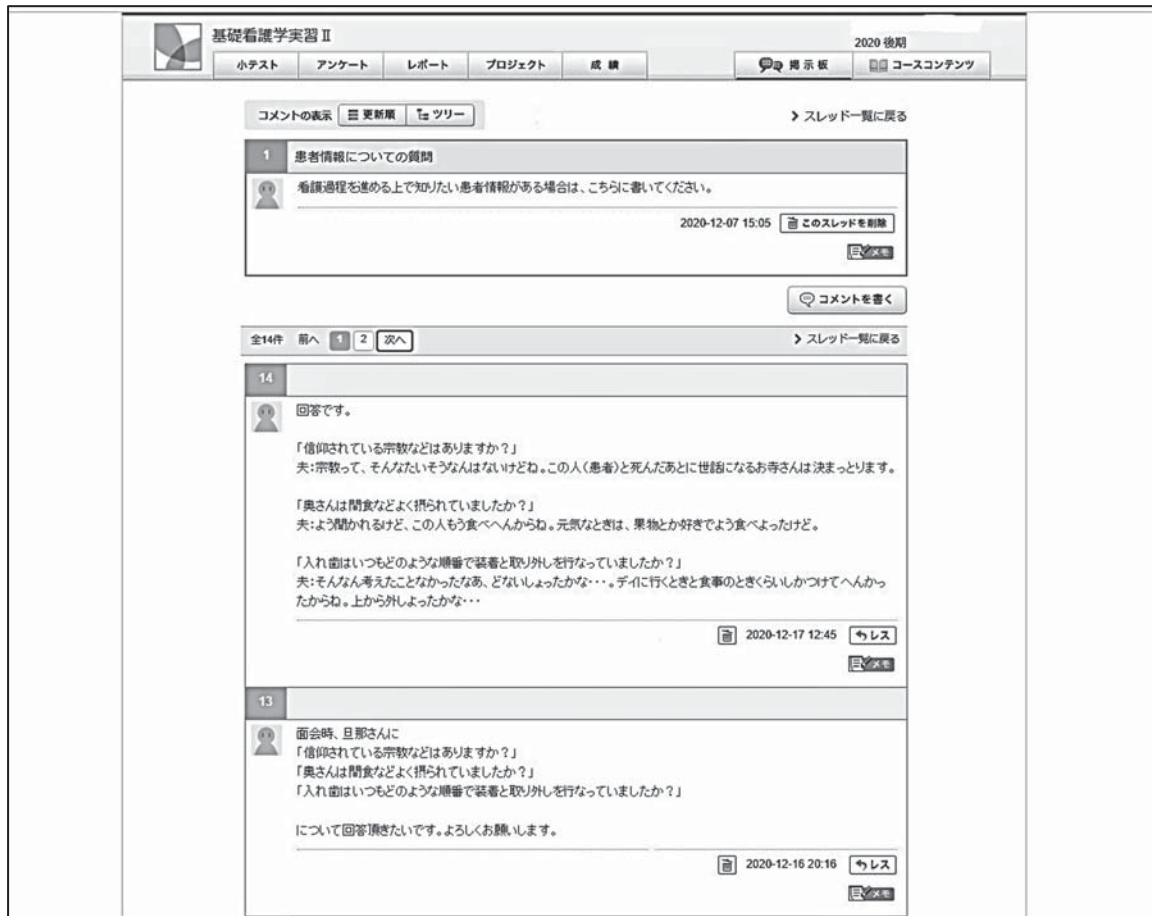 基礎看護学実習Ⅱ
2020 後期
小テスト アンケート レポート プロジェクト 成績 掲示板 コースコンテンツ
コメントの表示 更新順 ツリー スレッド一覧に戻る
1 患者情報についての質問
看護過程を進める上で知りたい患者情報がある場合は、こちらに書いてください。
2020-12-07 15:05 このスレッドを削除
メモ
コメントを書く
全14件 前へ 1 2 次へ スレッド一覧に戻る
14
回答です。
「信仰されている宗教などはありますか？」
夫：宗教って、そんなたいそうなんはないけどね。この人（患者）と死んだあとに世話になるお寺さんは決まっとります。
「奥さんは間食などよく摂られていましたか？」
夫：よう聞かれるけど、この人もう食べへんからね。元気なときは、果物とか好きでよう食べよったけど。
「入れ歯はいつもどのような順番で装着と取り外しを行なっていましたか？」
夫：そんなん考えたことなかったなあ、どないしょったかな・・・。デイに行くときと食事のときくらいしかつけてへんかっ
たからね。上から外しよったかな・・・
2020-12-17 12:45 レス
メモ
13
面会時、旦那さんに
「信仰されている宗教などはありますか？」
「奥さんは間食などよく摂られていましたか？」
「入れ歯はいつもどのような順番で装着と取り外しを行なっていましたか？」
について回答頂きたいです。よろしくお願いします。
2020-12-16 20:16 レス
メモ